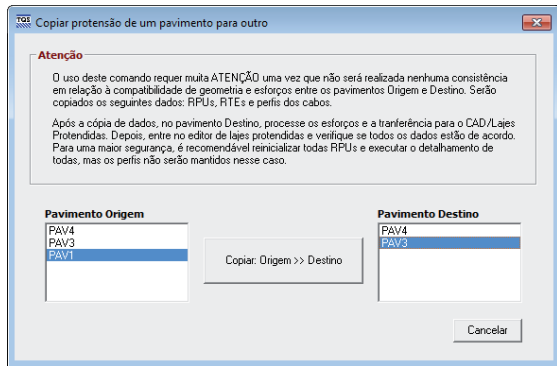 TQS Copiar protensão de um pavimento para outro
Atenção
O uso deste comando requer muita ATENÇÃO uma vez que não será realizada nenhuma consistência
em relação à compatibilidade de geometria e esforços entre os pavimentos Origem e Destino. Serão
copiados os seguintes dados: RPUs, RTEs e perfis dos cabos.
Após a cópia de dados, no pavimento Destino, processe os esforços e a tranferência para o CAD/Lajes
Protendidas. Depois, entre no editor de lajes protendidas e verifique se todos os dados estão de acordo.
Para uma maior segurança, é recomendável reinicializar todas RPUs e executar o detalhamento de
todas, mas os perfis não serão mantidos nesse caso.
Pavimento Origem
PAV4
PAV3
PAV1
Copiar: Origem >> Destino
Pavimento Destino
PAV4
PAV3
Cancelar